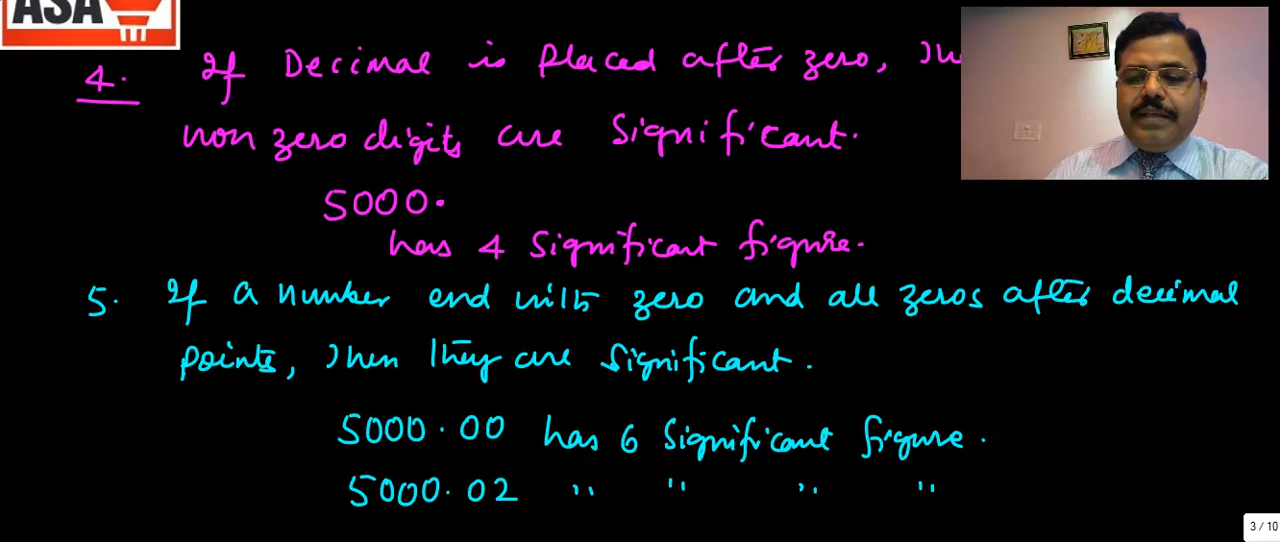 ASA
4. If Decimal is placed after zero,
non zero digits are significant.
5000.
has 4 significant figure.
5. If a number end with zero and all zeros after decimal
points, then they are significant.
5000.00 has 6 significant figure.
5000.02 " " " "
3 / 10